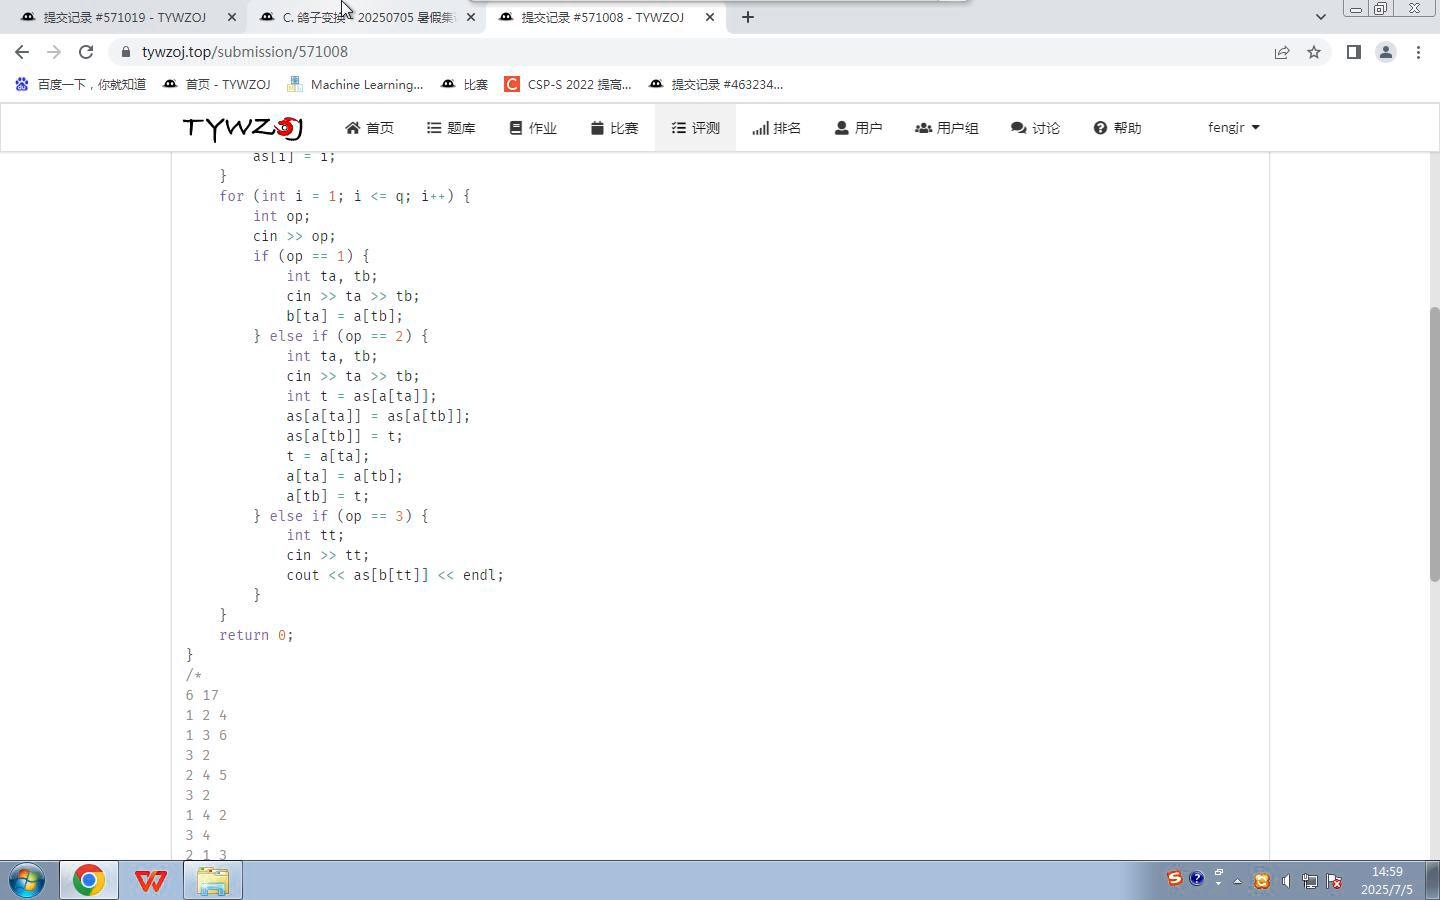 提交记录 #571019 - TYWZOJ
C. 鸽子变换 - 20250705 暑假集
提交记录 #571008 - TYWZOJ
tywzoj.top/submission/571008
百度一下，你就知道
首页 - TYWZOJ
Machine Learning...
比赛
CSP-S 2022 提高...
提交记录 #463234...
TYWZOJ
首页
题库
作业
比赛
评测
排名
用户
用户组
讨论
帮助
fengjr
as[i] = i;
}
for (int i = 1; i <= q; i++) {
int op;
cin >> op;
if (op == 1) {
int ta, tb;
cin >> ta >> tb;
b[ta] = a[tb];
} else if (op == 2) {
int ta, tb;
cin >> ta >> tb;
int t = as[a[ta]];
as[a[ta]] = as[a[tb]];
as[a[tb]] = t;
t = a[ta];
a[ta] = a[tb];
a[tb] = t;
} else if (op == 3) {
int tt;
cin >> tt;
cout << as[b[tt]] << endl;
}
}
return 0;
}
/*
6 17
1 2 4
1 3 6
3 2
2 4 5
3 2
1 4 2
3 4
2 1 3
14:59
2025/7/5